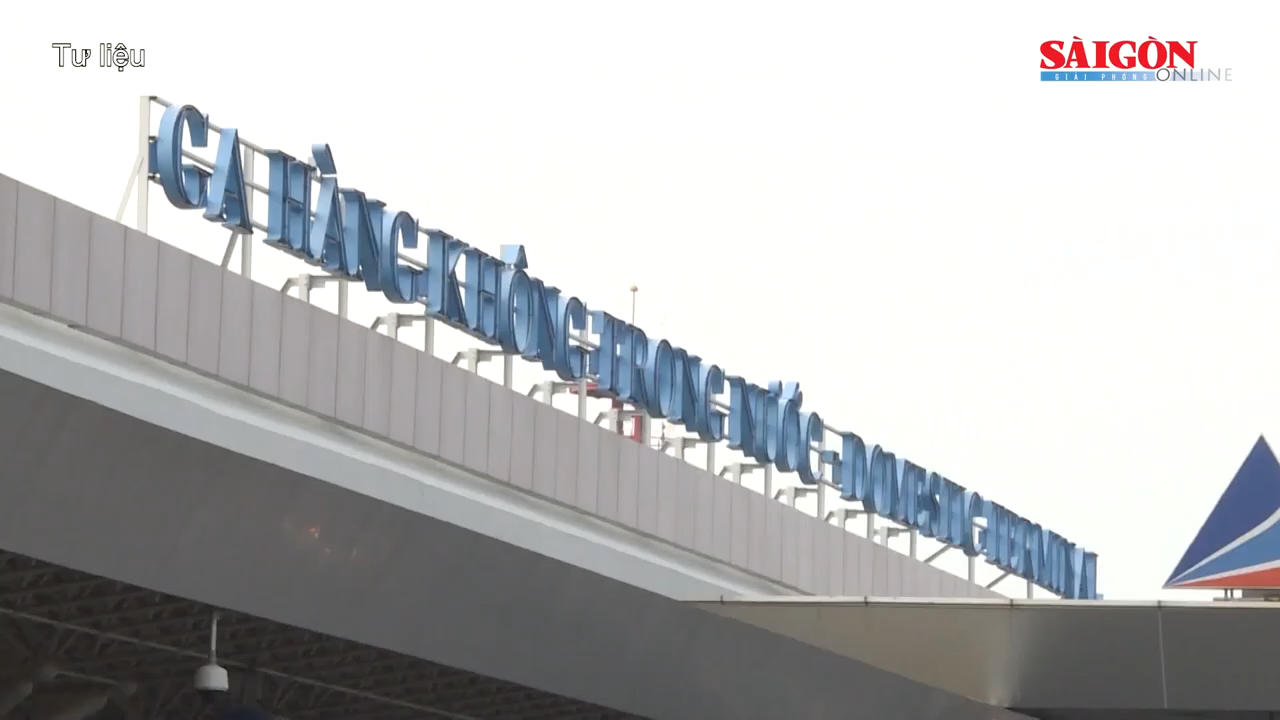 Tư liệu
SÀIGÒN
GIẢI PHÓNG ONLINE
GA HÀNG KHÔNG TRONG NƯỚC - DOMESTIC TERMINAL